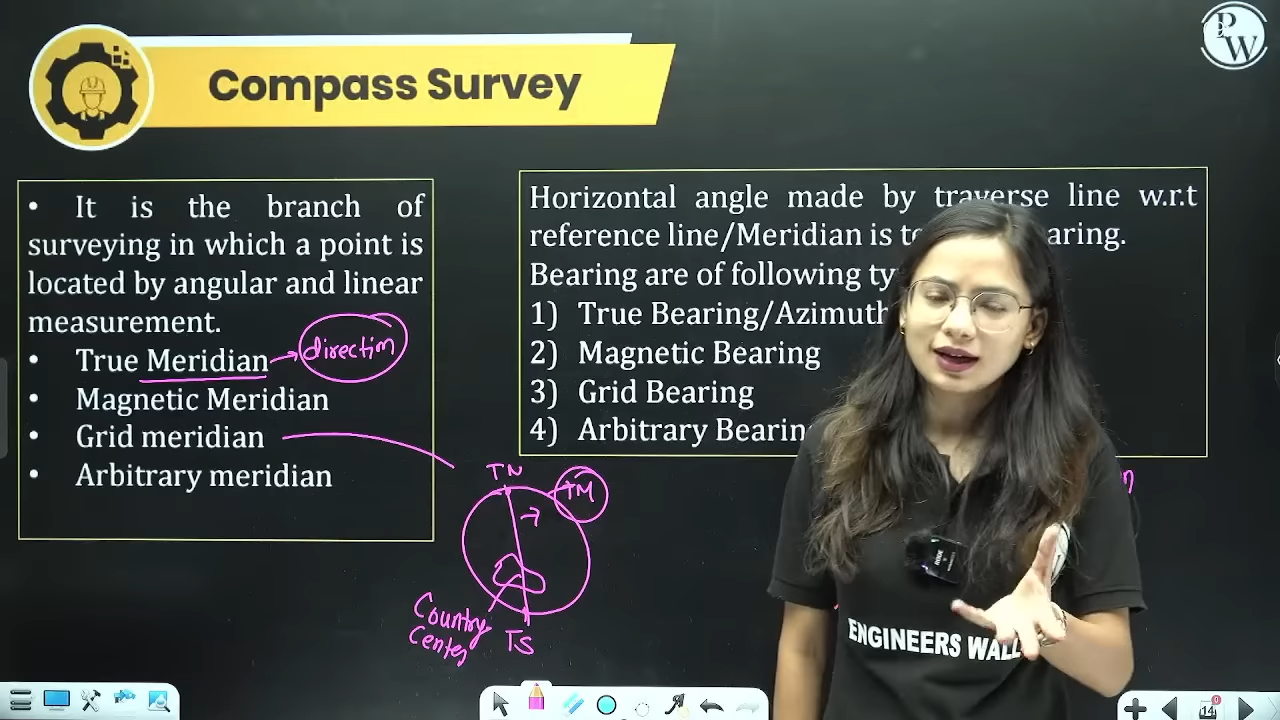 Compass Survey
PW
• It is the branch of
surveying in which a point is
located by angular and linear
measurement.
• True Meridian → direction
• Magnetic Meridian
• Grid meridian
• Arbitrary meridian
Horizontal angle made by traverse line w.r.t
reference line/Meridian is
Bearing are of following
1) True Bearing/Azimuth
2) Magnetic Bearing
3) Grid Bearing
4) Arbitrary
TN
TM
Country
Center
TS
ENGINEERS WALL
14